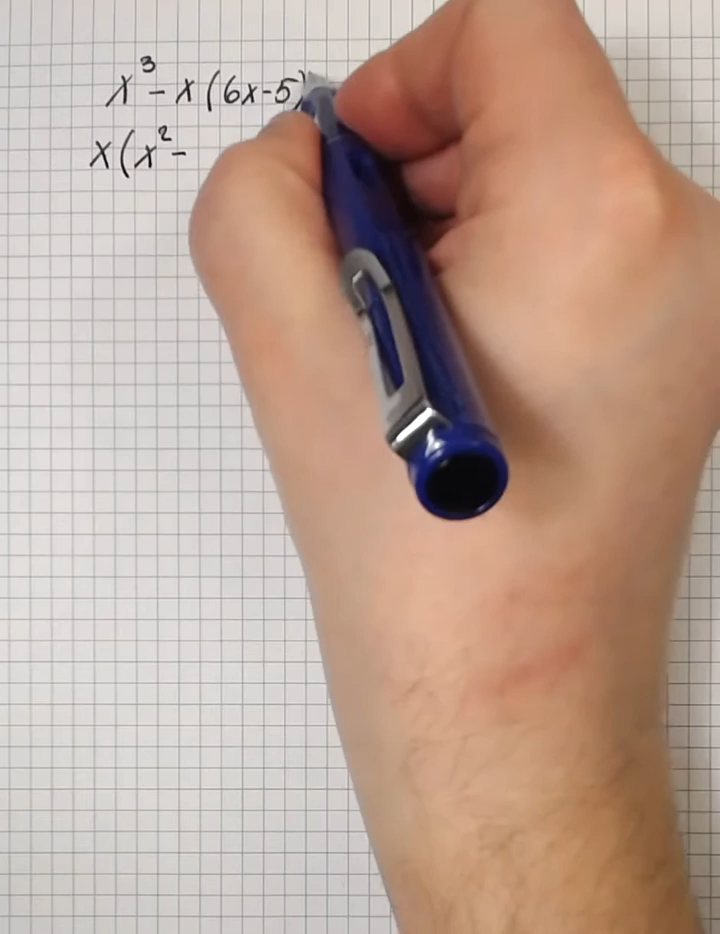 x³ - x(6x-5)
x(x² -